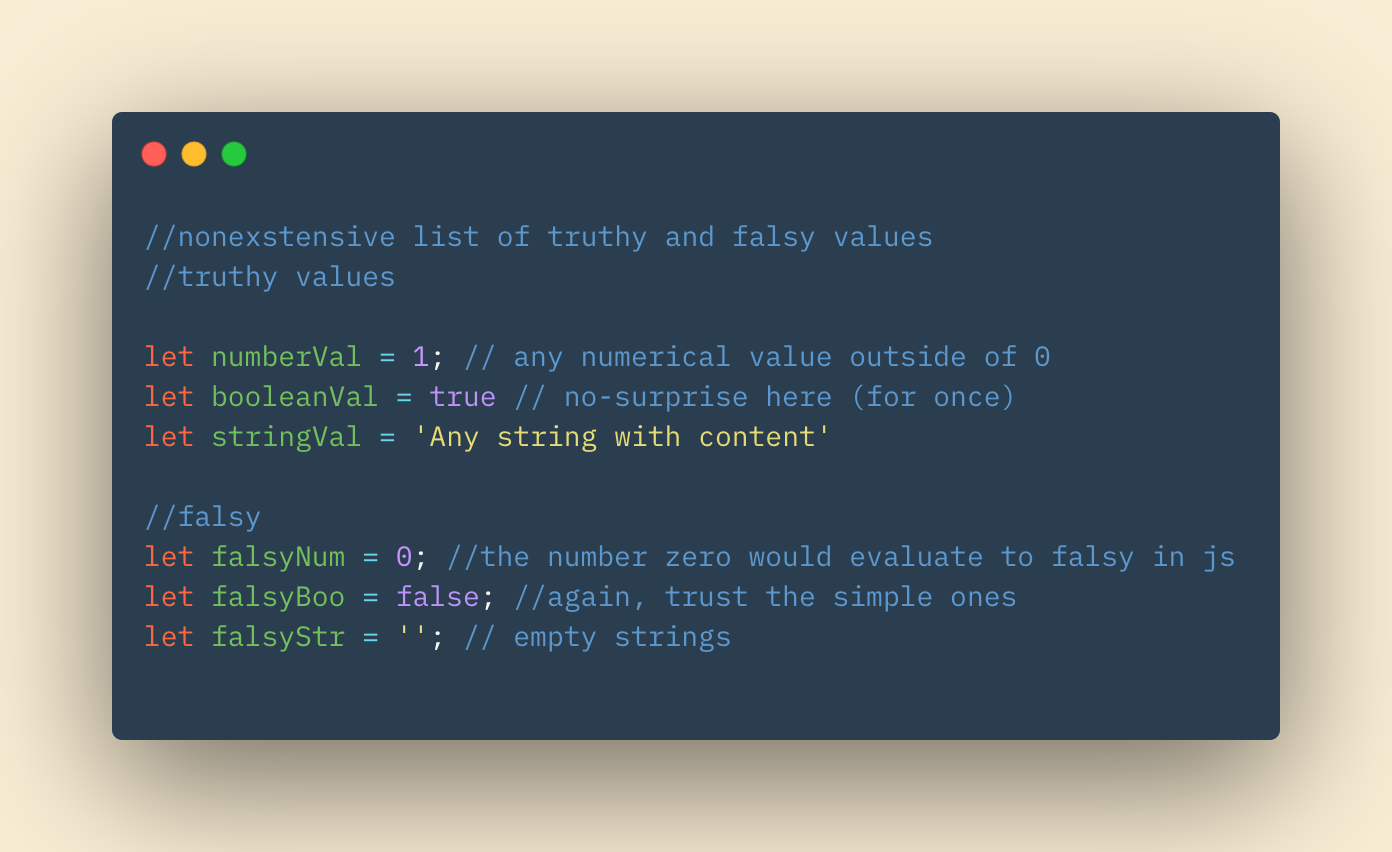 //nonexstensive list of truthy and falsy values
//truthy values
let numberVal = 1; // any numerical value outside of 0
let booleanVal = true // no-surprise here (for once)
let stringVal = 'Any string with content'
//falsy
let falsyNum = 0; //the number zero would evaluate to falsy in js
let falsyBoo = false; //again, trust the simple ones
let falsyStr = ''; // empty strings